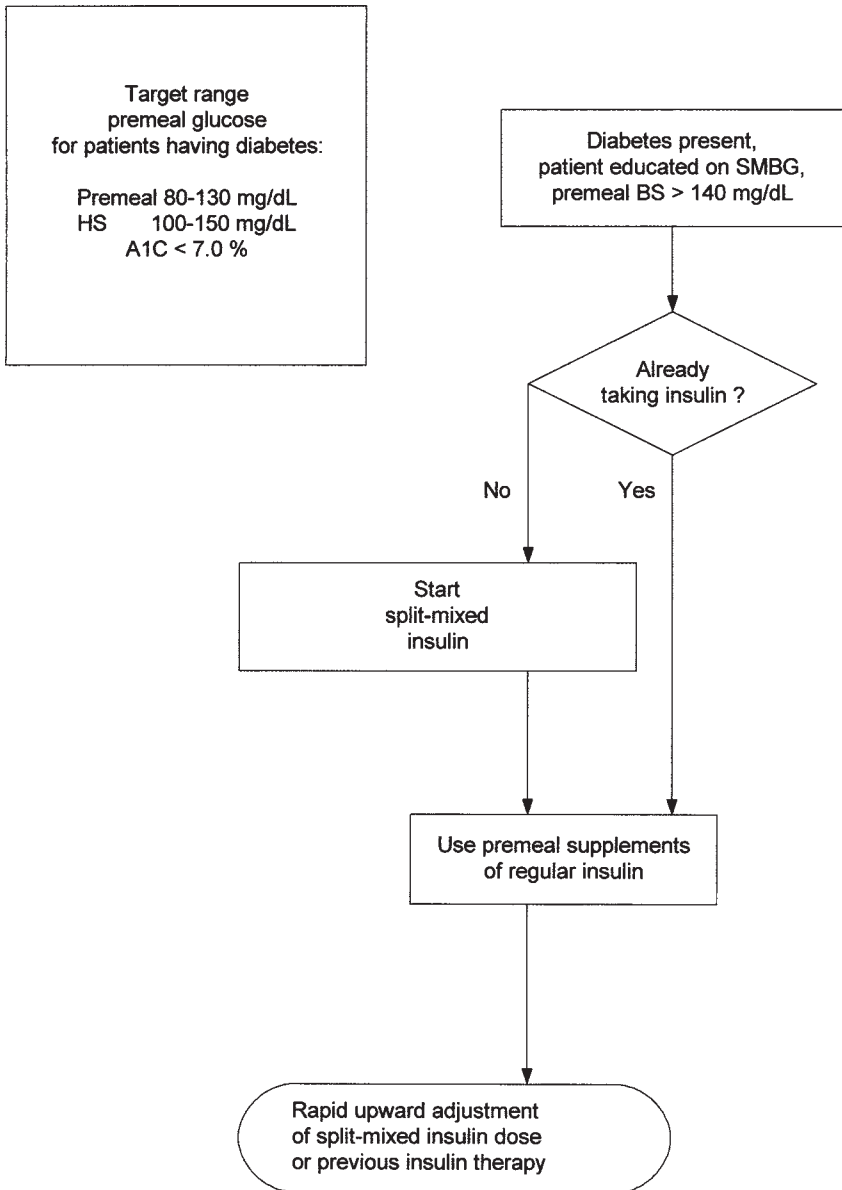 Target range
premeal glucose
for patients having diabetes:
Premeal 80-130 mg/dL
HS 100-150 mg/dL
A1C < 7.0 %
Diabetes present,
patient educated on SMBG,
premeal BS > 140 mg/dL
Already
taking insulin ?
No
Yes
Start
split-mixed
insulin
Use premeal supplements
of regular insulin
Rapid upward adjustment
of split-mixed insulin dose
or previous insulin therapy